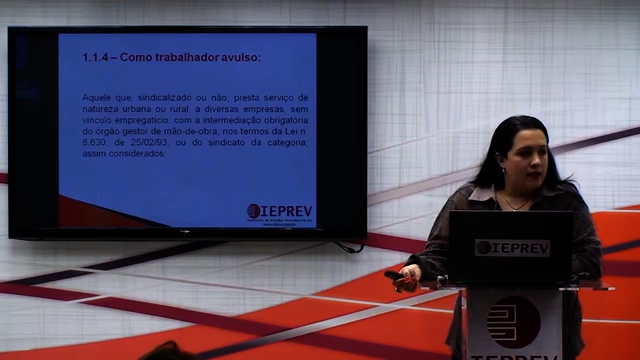 1.1.4 – Como trabalhador avulso:
Aquele que, sindicalizado ou não, presta serviço de
natureza urbana ou rural, a diversas empresas, sem
vínculo empregatício, com a intermediação obrigatória
do órgão gestor de mão-de-obra, nos termos da Lei n.
8.630, de 25/02/93, ou do sindicato da categoria,
assim considerados:
IEPREV
IEPREV
IEPREV